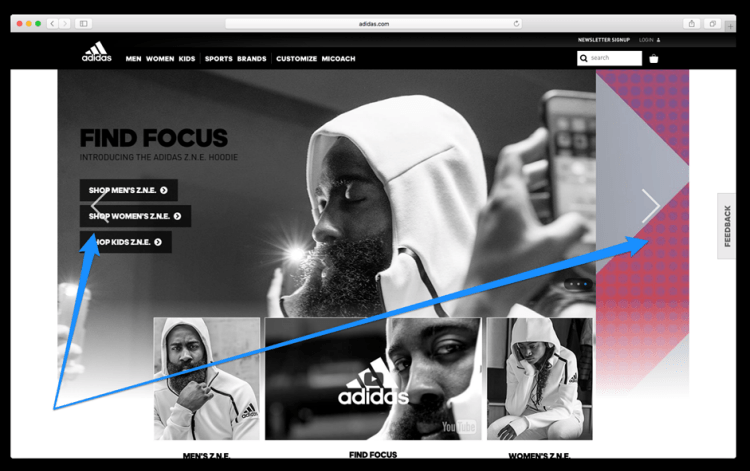 adidas.com
NEWSLETTER SIGNUP LOGIN
adidas MEN WOMEN KIDS SPORTS BRANDS CUSTOMIZE MICOACH
search
FIND FOCUS
INTRODUCING THE ADIDAS Z.N.E. HOODIE
SHOP MEN'S Z.N.E.
SHOP WOMEN'S Z.N.E.
SHOP KIDS Z.N.E.
FEEDBACK
adidas
YouTube
MEN'S Z.N.E. FIND FOCUS WOMEN'S Z.N.E.